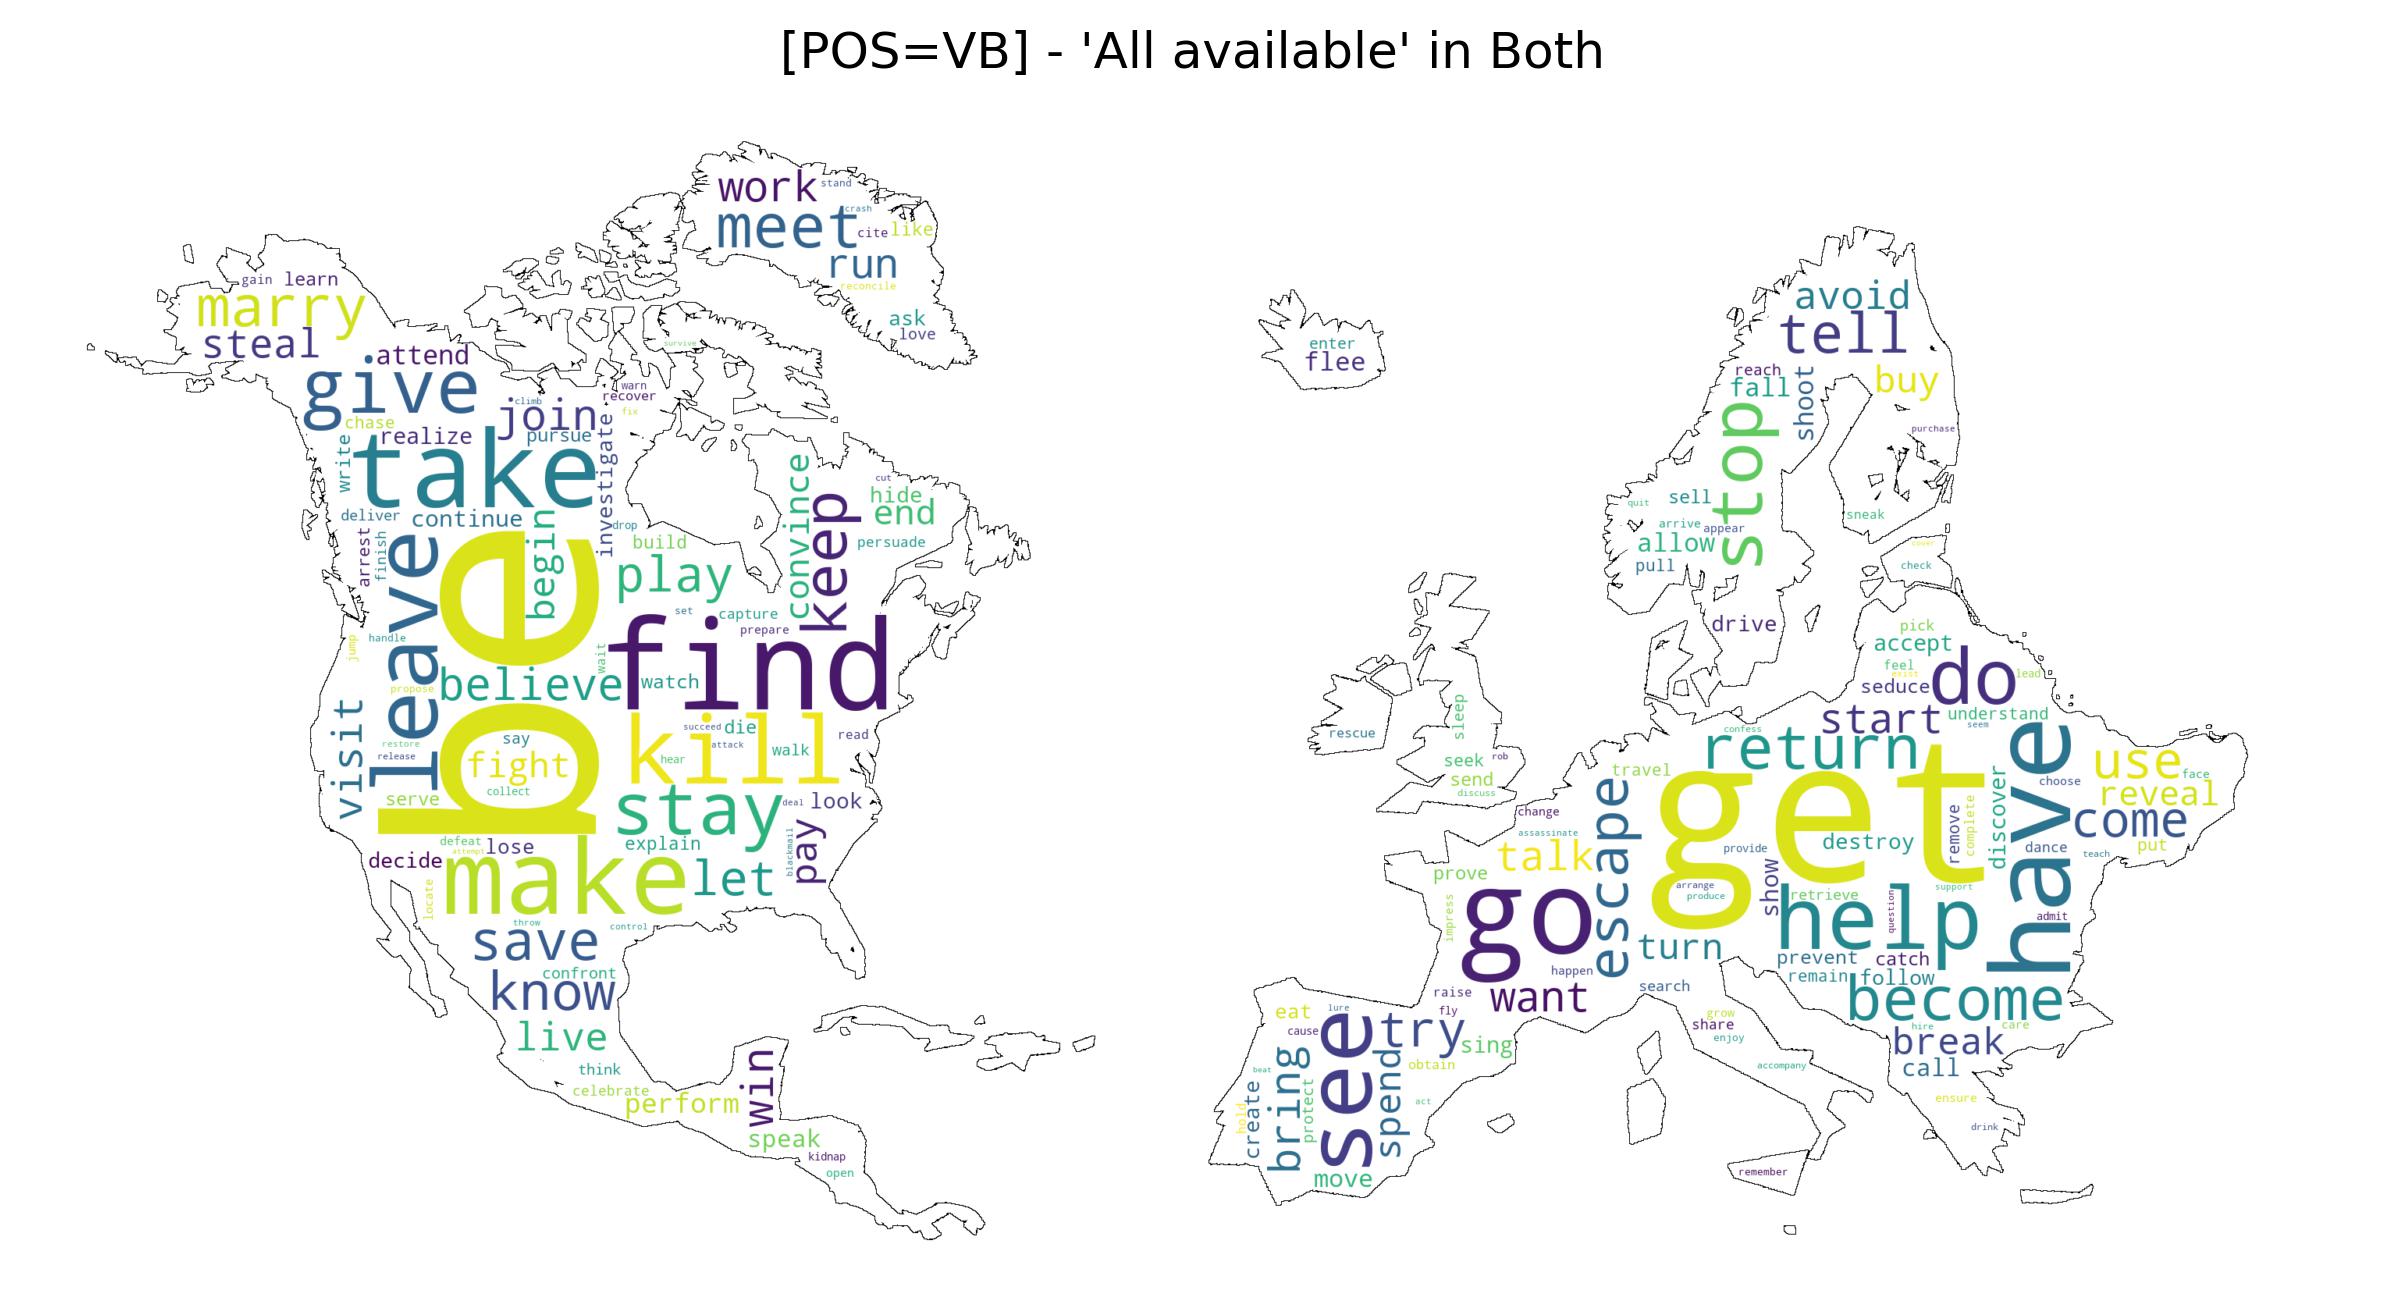 [POS=VB] - 'All available' in Both
work
stand
meet
crash
cite
like
run
reconcile
ask
love
gain
learn
marry
steal
attend
survive
give
join
climb
warn
recover
fix
chase
realize
pursue
write
take
investigate
convince
keep
cut
hide
end
persuade
deliver
continue
drop
begin
build
arrest
finish
leave
be
play
set
capture
prepare
jump
handle
wait
find
believe
watch
propose
visit
succeed
die
read
attack
say
restore
release
kill
hear
walk
fight
collect
serve
stay
deal
look
pay
blackmail
explain
defeat
attempt
lose
decide
make
let
locate
throw
control
save
confront
know
live
think
celebrate
perform
win
speak
kidnap
open
enter
flee
avoid
tell
reach
fall
shoot
buy
stop
purchase
quit
sell
arrive
appear
sneak
allow
pull
cover
check
drive
pick
accept
feel
exist
lead
seduce
do
start
understand
seem
rescue
sleep
seek
rob
send
discuss
confess
return
have
travel
get
use
face
choose
reveal
discover
come
change
assassinate
escape
talk
provide
destroy
remove
complete
dance
teach
put
prove
arrange
produce
show
retrieve
support
question
help
impress
go
admit
turn
happen
prevent
catch
remain
follow
search
want
become
raise
fly
eat
lure
cause
see
try
sing
grow
share
enjoy
hire
care
break
call
obtain
accompany
beat
bring
spend
protect
create
hold
act
ensure
drink
move
remember